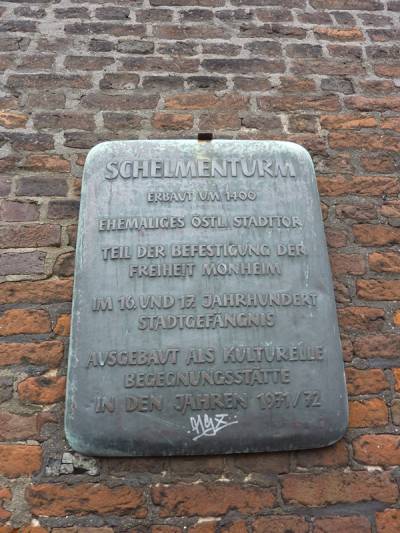 SCHELMENTURM
ERBAUT UM 1400
EHEMALIGES ÖSTL. STADTTOR
TEIL DER BEFESTIGUNG DER
FREIHEIT MONHEIM
IM 16. UND 17. JAHRHUNDERT
STADTGEFÄNGNIS
AUSGEBAUT ALS KULTURELLE
BEGEGNUNGSSTÄTTE
IN DEN JAHREN 1971/72